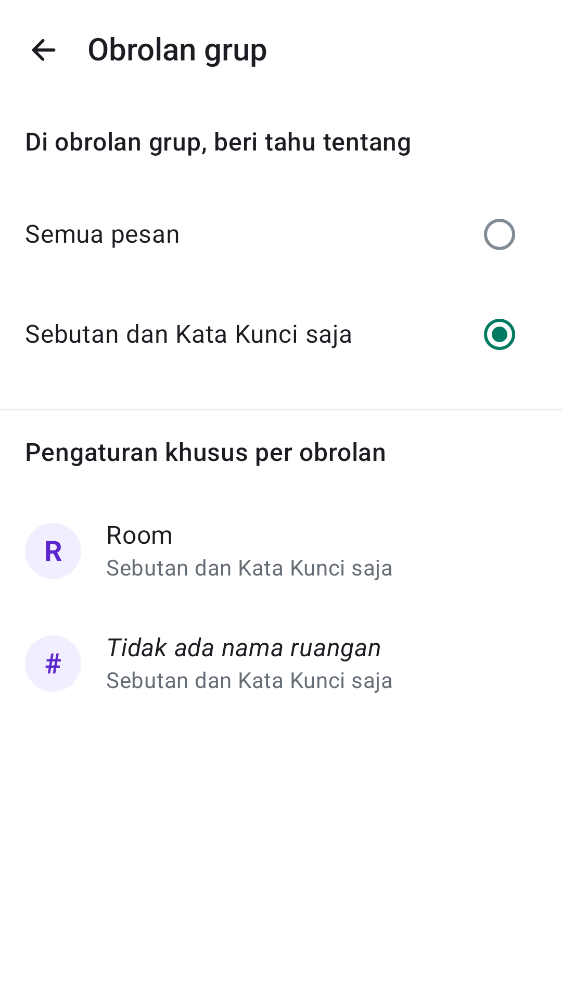 Obrolan grup
Di obrolan grup, beri tahu tentang
Semua pesan
Sebutan dan Kata Kunci saja
Pengaturan khusus per obrolan
R
Room
Sebutan dan Kata Kunci saja
#
Tidak ada nama ruangan
Sebutan dan Kata Kunci saja